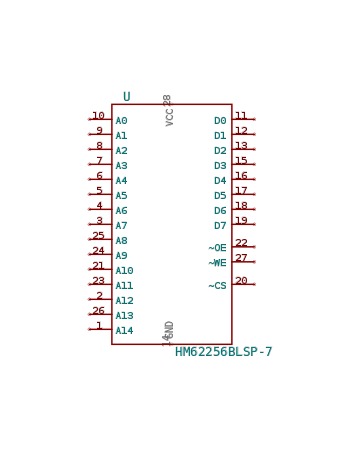 U
28
VCC
10 A0 D0 11
9 A1 D1 12
8 A2 D2 13
7 A3 D3 15
6 A4 D4 16
5 A5 D5 17
4 A6 D6 18
3 A7 D7 19
25 A8
~OE 22
24 A9
~WE 27
21 A10
23 A11 ~CS 20
2 A12
26 A13
1 A14
14
GND
HM62256BLSP-7